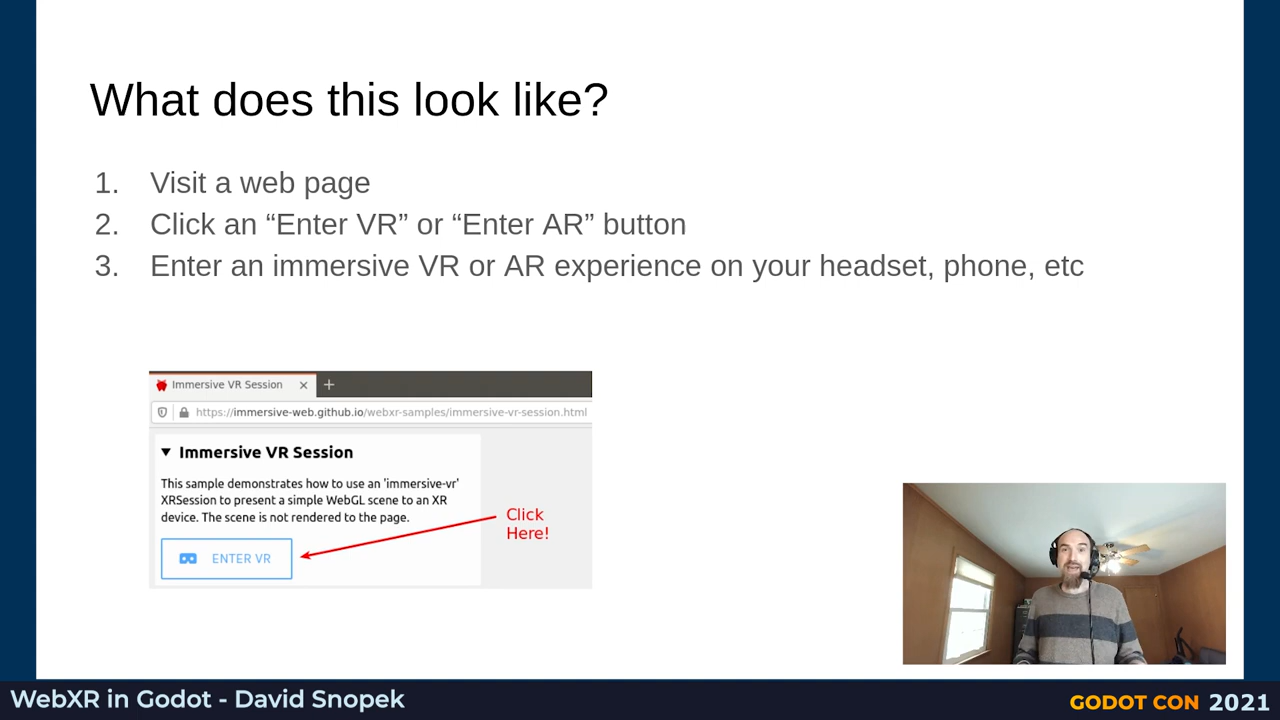 What does this look like?
1. Visit a web page
2. Click an “Enter VR” or “Enter AR” button
3. Enter an immersive VR or AR experience on your headset, phone, etc
Immersive VR Session
https://immersive-web.github.io/webxr-samples/immersive-vr-session.html
Immersive VR Session
This sample demonstrates how to use an 'immersive-vr'
XRSession to present a simple WebGL scene to an XR
device. The scene is not rendered to the page.
Click
Here!
ENTER VR
WebXR in Godot - David Snopek
GODOT CON 2021